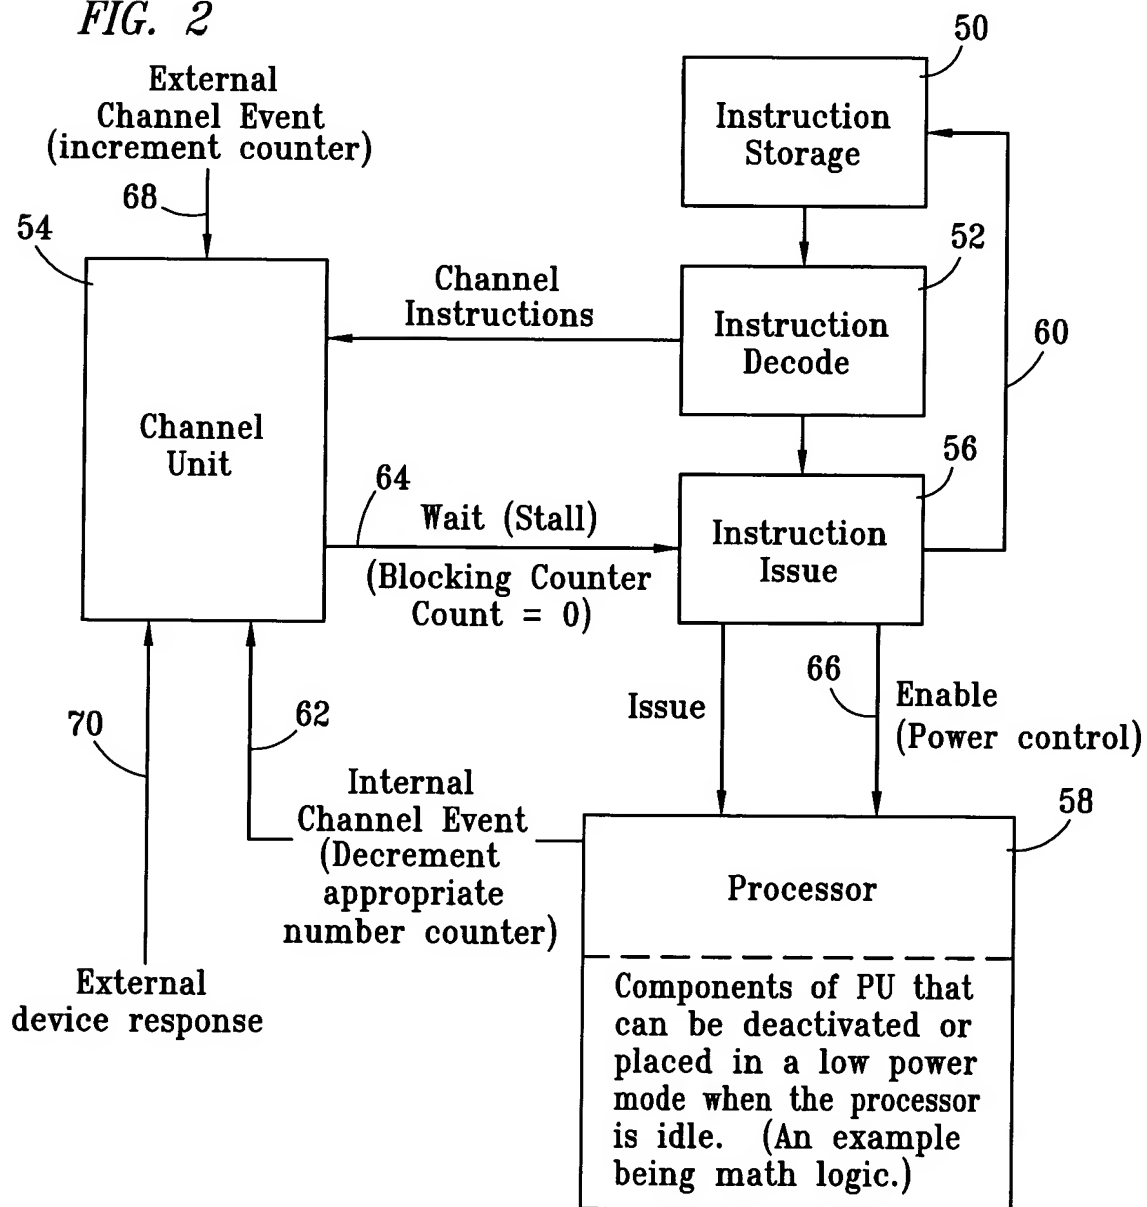 FIG. 2
50
External
Channel Event
(increment counter)
Instruction
Storage
68
54
52
Channel
Instructions
Instruction
Decode
60
Channel
Unit
56
64
Wait (Stall)
(Blocking Counter
Count = 0)
Instruction
Issue
66
Issue
Enable
(Power control)
70
62
Internal
Channel Event
(Decrement
appropriate
number counter)
58
Processor
External
device response
Components of PU that
can be deactivated or
placed in a low power
mode when the processor
is idle. (An example
being math logic.)